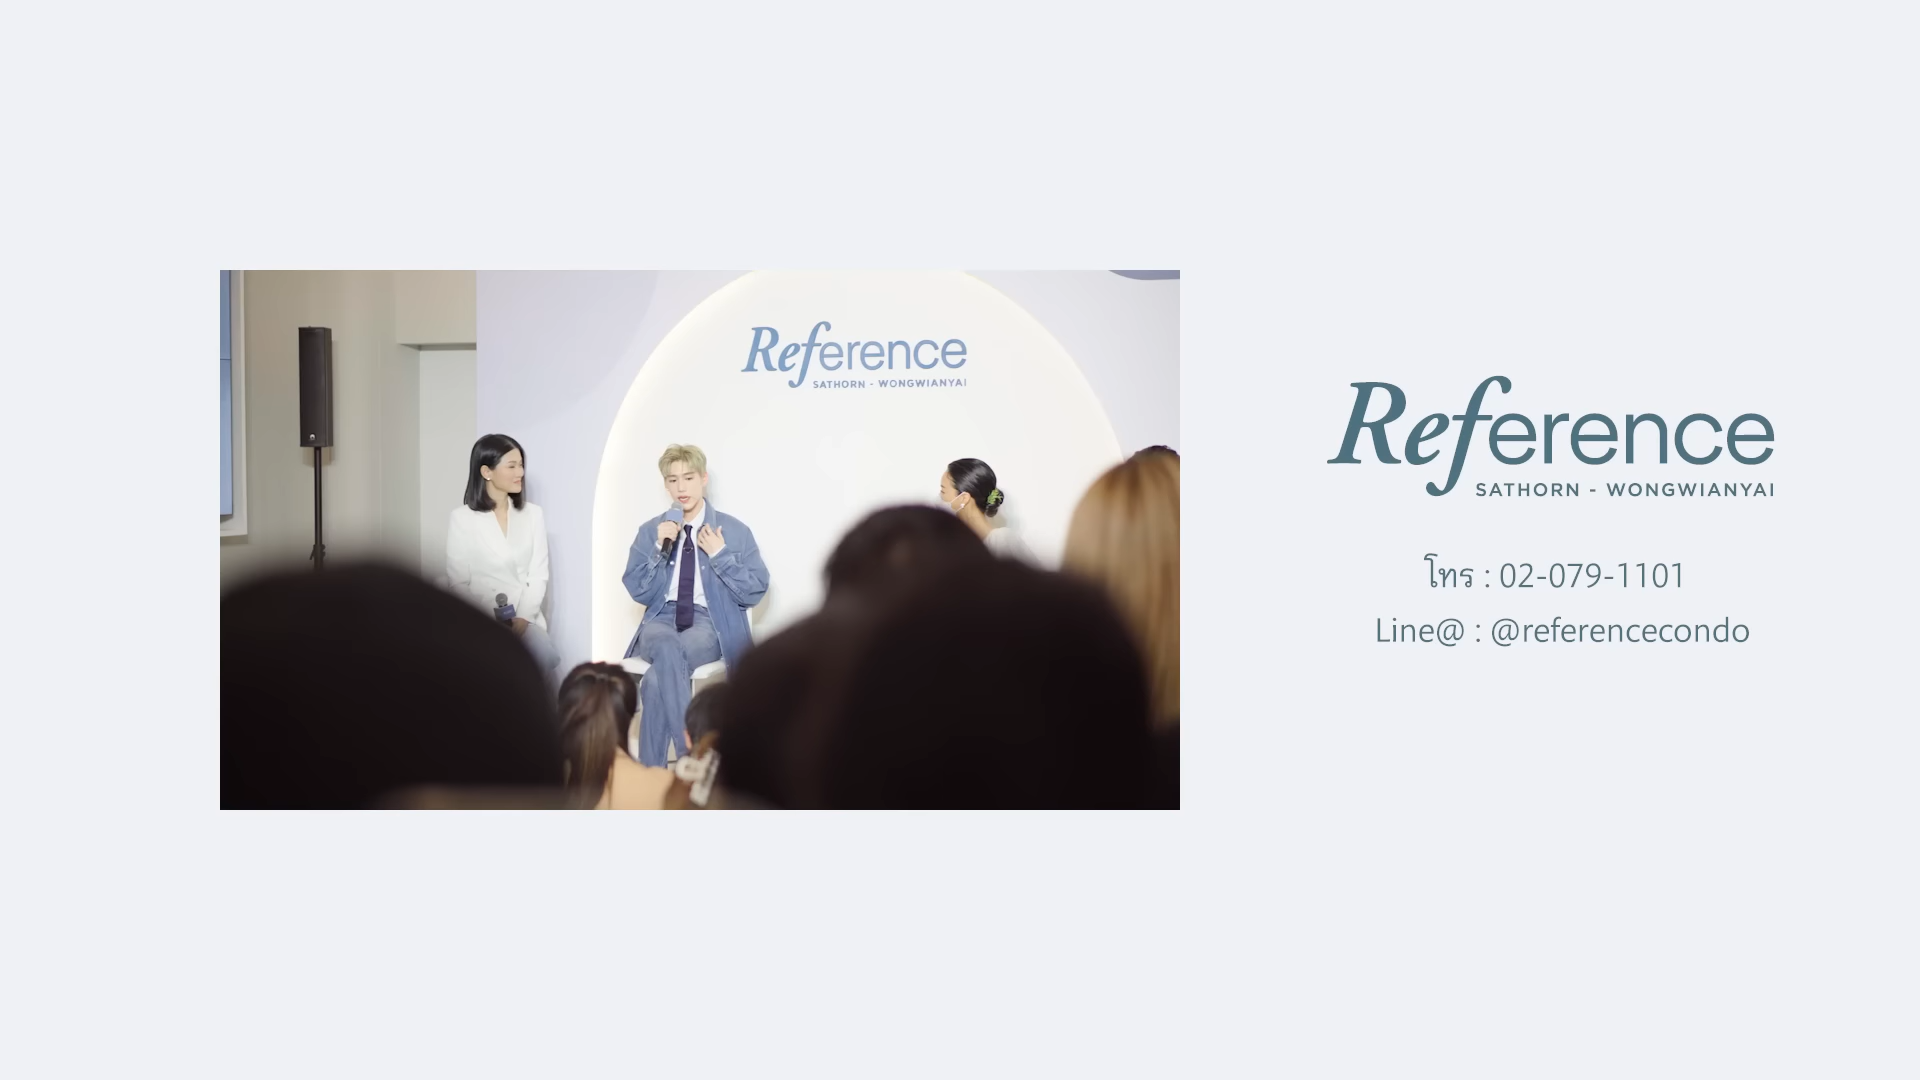 Reference
SATHORN - WONGWIANYAI
Reference
SATHORN - WONGWIANYAI
โทร : 02-079-1101
Line@ : @referencecondo